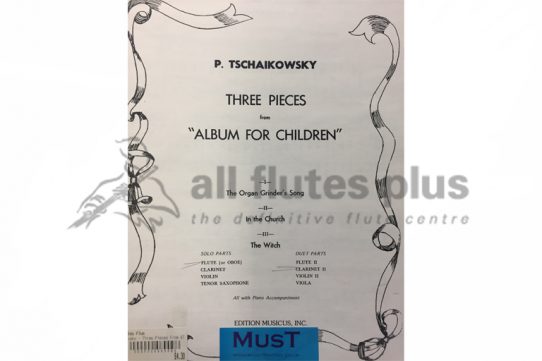 P. TSCHAIKOWSKY
THREE PIECES
from
"ALBUM FOR CHILDREN"
—I—
The Organ Grinder's Song
—II—
In the Church
—III—
The Witch
all flutes plus
the definitive flute centre
SOLO PARTS
FLUTE (or OBOE)
CLARINET
VIOLIN
TENOR SAXOPHONE
DUET PARTS
FLUTE II
CLARINET II
VIOLIN II
VIOLA
All with Piano Accompaniment
EDITION MUSICUS, INC.
MusT